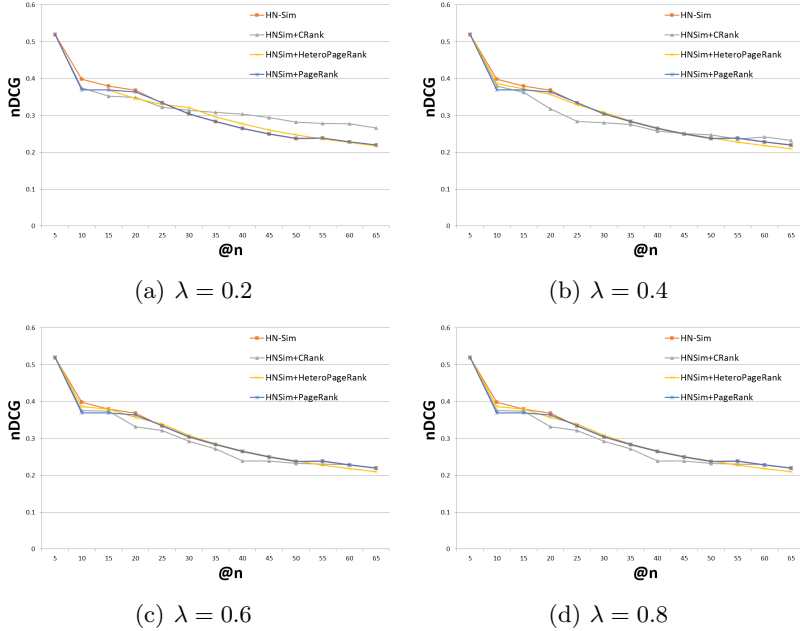 0.6
0.5
0.4
0.3
0.2
0.1
0
nDCG
HN-Sim
HNSim+CRank
HNSim+HeteroPageRank
HNSim+PageRank
5 10 15 20 25 30 35 40 45 50 55 60 65
@n
(a) λ = 0.2
0.6
0.5
0.4
0.3
0.2
0.1
0
nDCG
HN-Sim
HNSim+CRank
HNSim+HeteroPageRank
HNSim+PageRank
5 10 15 20 25 30 35 40 45 50 55 60 65
@n
(b) λ = 0.4
0.6
0.5
0.4
0.3
0.2
0.1
0
nDCG
HN-Sim
HNSim+CRank
HNSim+HeteroPageRank
HNSim+PageRank
5 10 15 20 25 30 35 40 45 50 55 60 65
@n
(c) λ = 0.6
0.6
0.5
0.4
0.3
0.2
0.1
0
nDCG
HN-Sim
HNSim+CRank
HNSim+HeteroPageRank
HNSim+PageRank
5 10 15 20 25 30 35 40 45 50 55 60 65
@n
(d) λ = 0.8